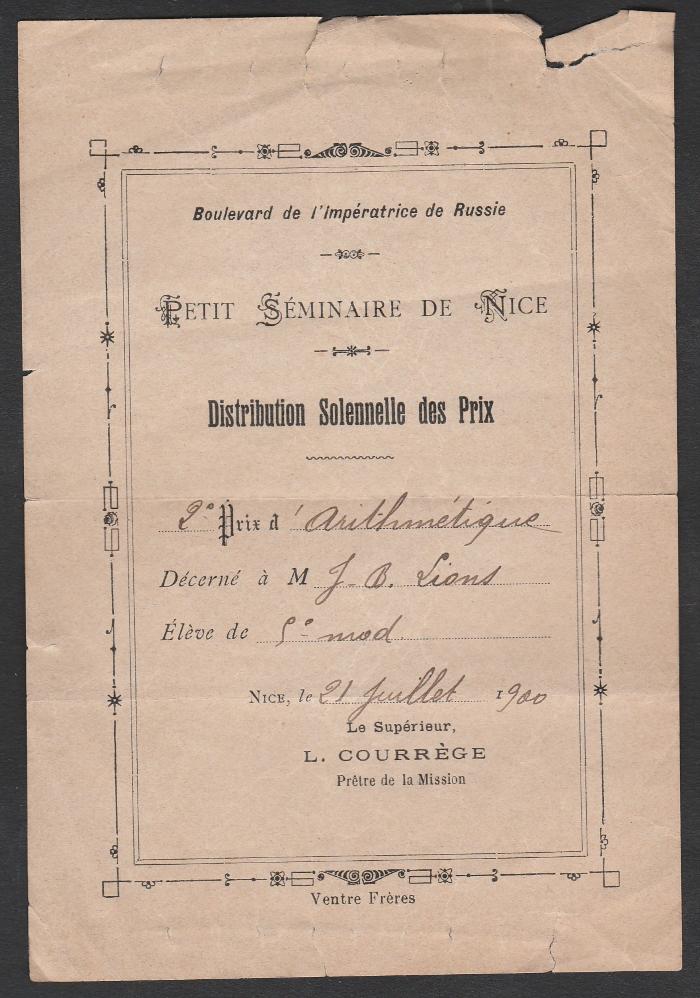 Boulevard de l'Impératrice de Russie
PETIT SÉMINAIRE DE NICE
Distribution Solennelle des Prix
2e Prix d'Arithmétique
Décerné à M J. B. Lions
Élève de 5e mod.
NICE, le 21 Juillet 1900
Le Supérieur,
L. COURRÈGE
Prêtre de la Mission
Ventre Frères